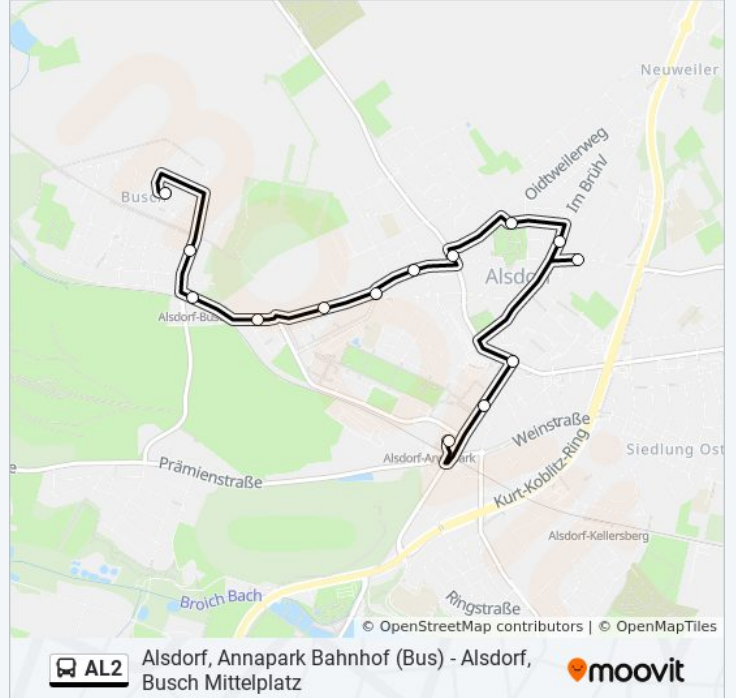 Neuweiler
Oidtweilerweg
Im Brühl
Busch
Alsdorf
Alsdorf-Bus
Alsdorf-Annapark
Weinstraße
Siedlung Ost
e
Prämienstraße
Kurt-Koblitz-Ring
Alsdorf-Kellersberg
Broich Bach
Ringstraße
© OpenStreetMap contributors | © OpenMapTiles
AL2
Alsdorf, Annapark Bahnhof (Bus) - Alsdorf,
Busch Mittelplatz
moovit